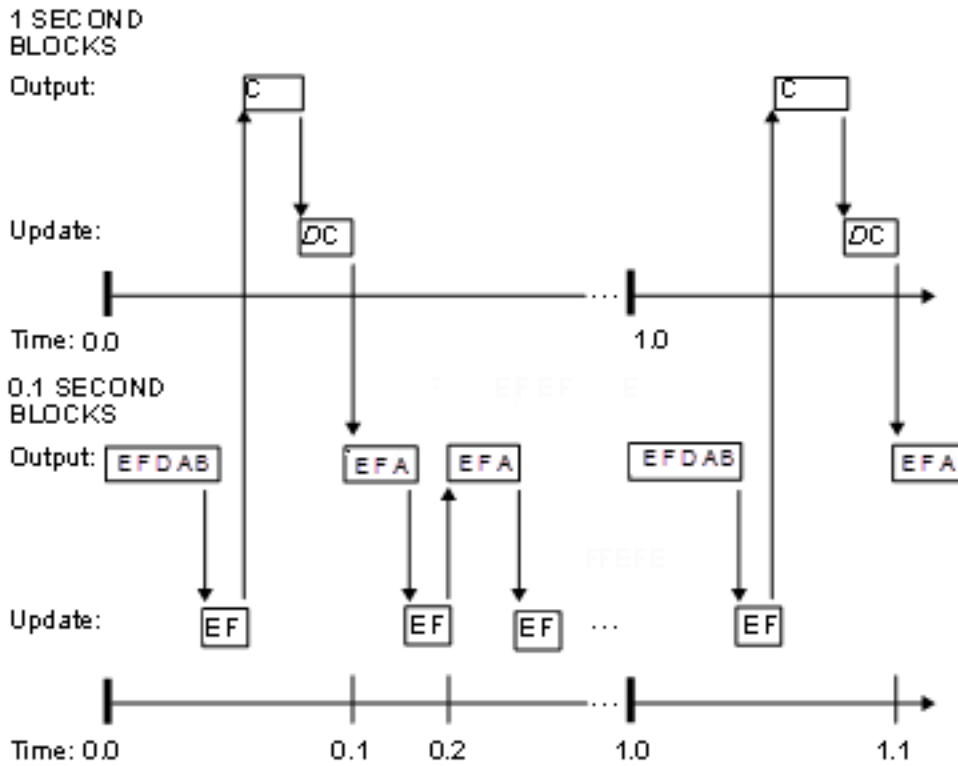 1 SECOND
BLOCKS
Output:
C
C
Update:
DC
DC
...
Time: 0.0
1.0
0.1 SECOND
BLOCKS
Output:
EFDAB
EFA
EFA
EFDAB
EFA
Update:
EF
EF
EF
...
EF
...
Time: 0.0
0.1
0.2
1.0
1.1